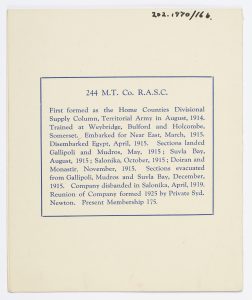 202.1970/16b.
244 M.T. Co. R.A.S.C.
First formed as the Home Counties Divisional
Supply Column, Territorial Army in August, 1914,
Trained at Weybridge, Bulford and Holcombe,
Somerset, Embarked for Near East, March, 1915.
Disembarked Egypt, April, 1915. Sections landed
Gallipoli and Mudros, May, 1915; Suvla Bay,
August, 1915; Salonika, October, 1915; Doiran and
Monastir, November, 1915. Sections evacuated
from Gallipoli, Mudros and Suvla Bay, December,
1915. Company disbanded in Salonika, April, 1919.
Reunion of Company formed 1925 by Private Syd.
Newton. Present Membership 175.